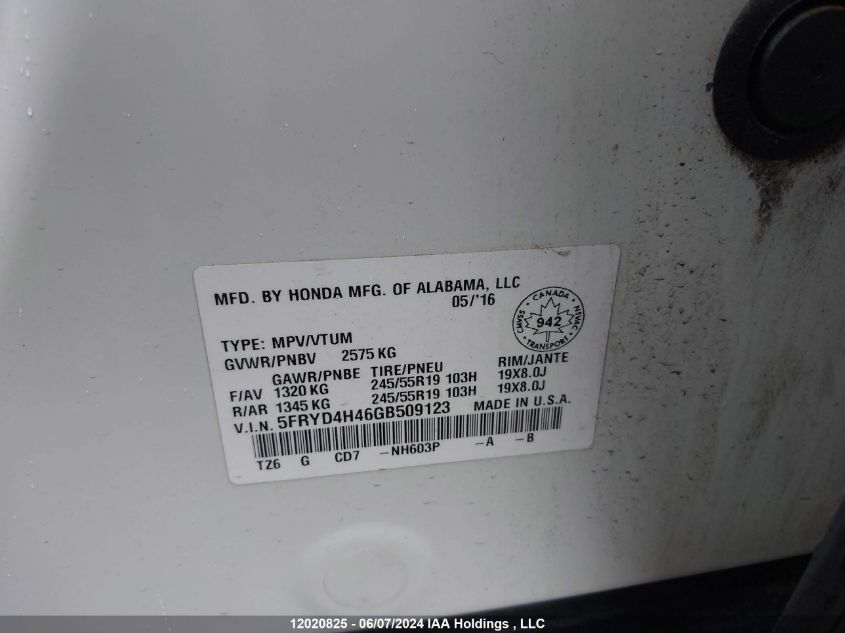 MFD. BY HONDA MFG. OF ALABAMA, LLC
05/'16
CANADA
CMVSS 942 NSVAC
TRANSPORT
TYPE: MPV/VTUM
GVWR/PNBV 2575 KG
GAWR/PNBE TIRE/PNEU RIM/JANTE
F/AV 1320 KG 245/55R19 103H 19X8.0J
R/AR 1345 KG 245/55R19 103H 19X8.0J
V.I.N. 5FRYD4H46GB509123 MADE IN U.S.A.
TZ6 G CD7 -NH603P -A -B
12020825 - 06/07/2024 IAA Holdings , LLC